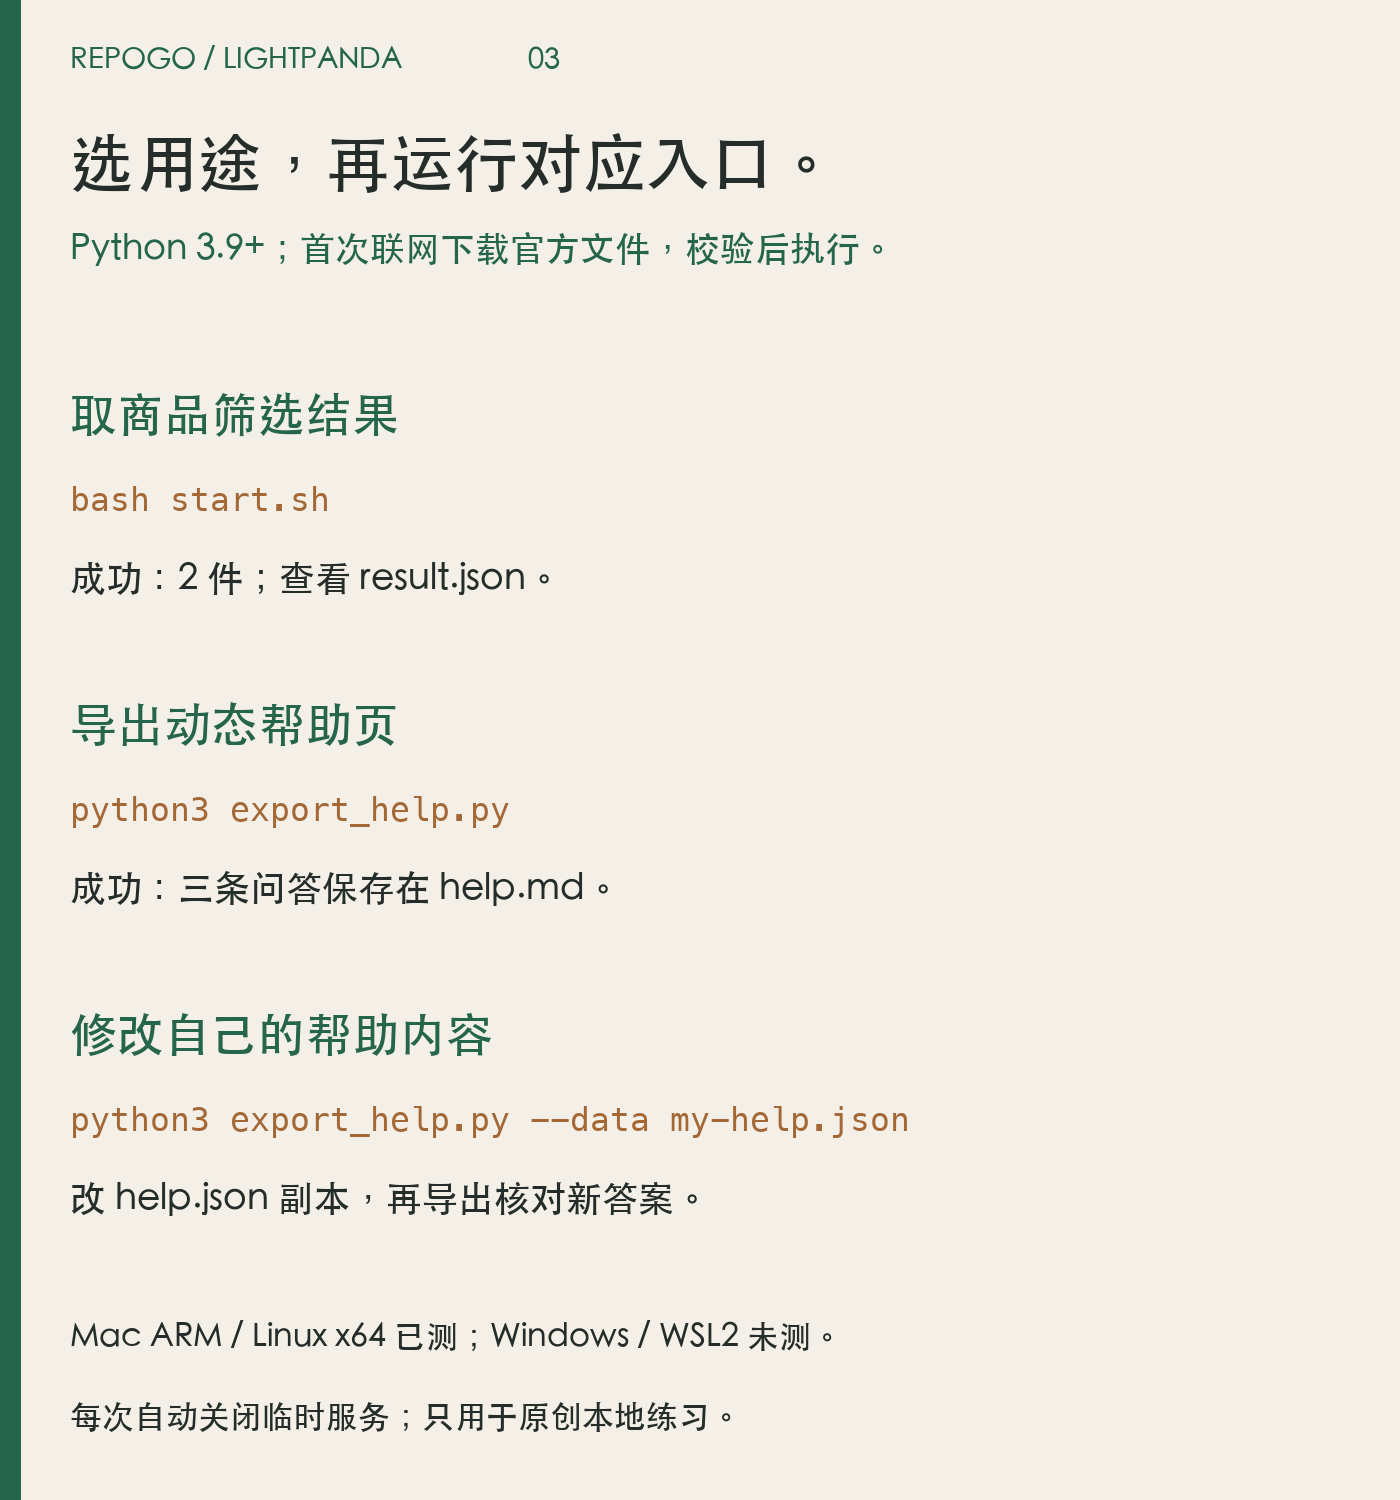 REPOGO / LIGHTPANDA 03
选用途，再运行对应入口。
Python 3.9+；首次联网下载官方文件，校验后执行。
取商品筛选结果
bash start.sh
成功：2 件；查看 result.json。
导出动态帮助页
python3 export_help.py
成功：三条问答保存在 help.md。
修改自己的帮助内容
python3 export_help.py --data my-help.json
改 help.json 副本，再导出核对新答案。
Mac ARM / Linux x64 已测；Windows / WSL2 未测。
每次自动关闭临时服务；只用于原创本地练习。